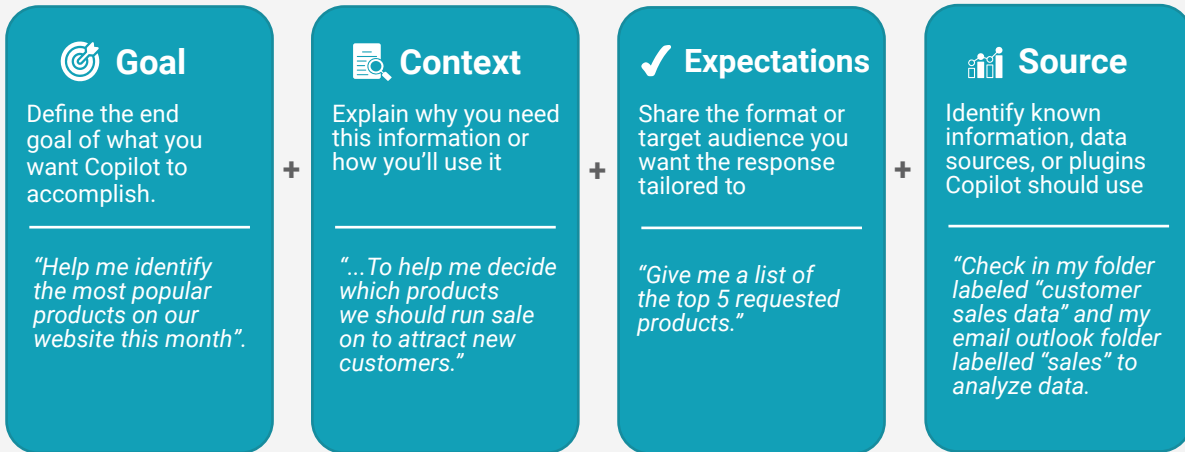 Goal
Define the end
goal of what you
want Copilot to
accomplish.
“Help me identify
the most popular
products on our
website this month”.
+
Context
Explain why you need
this information or
how you’ll use it
“...To help me decide
which products
we should run sale
on to attract new
customers.”
+
Expectations
Share the format or
target audience you
want the response
tailored to
“Give me a list of
the top 5 requested
products.”
+
Source
Identify known
information, data
sources, or plugins
Copilot should use
“Check in my folder
labeled “customer
sales data” and my
email outlook folder
labelled “sales” to
analyze data.